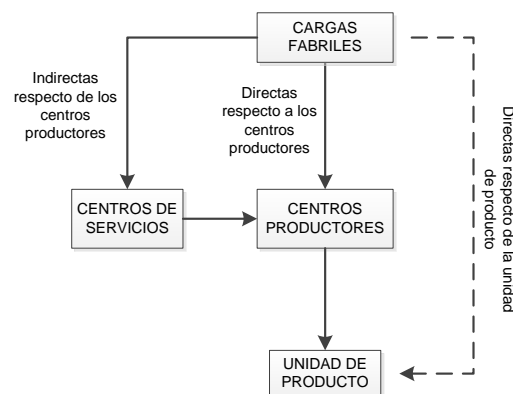 CARGAS
FABRILES
Indirectas
respecto de los
centros
productores
Directas
respecto a los
centros
productores
Directas respecto de la unidad
de producto
CENTROS DE
SERVICIOS
CENTROS
PRODUCTORES
UNIDAD DE
PRODUCTO